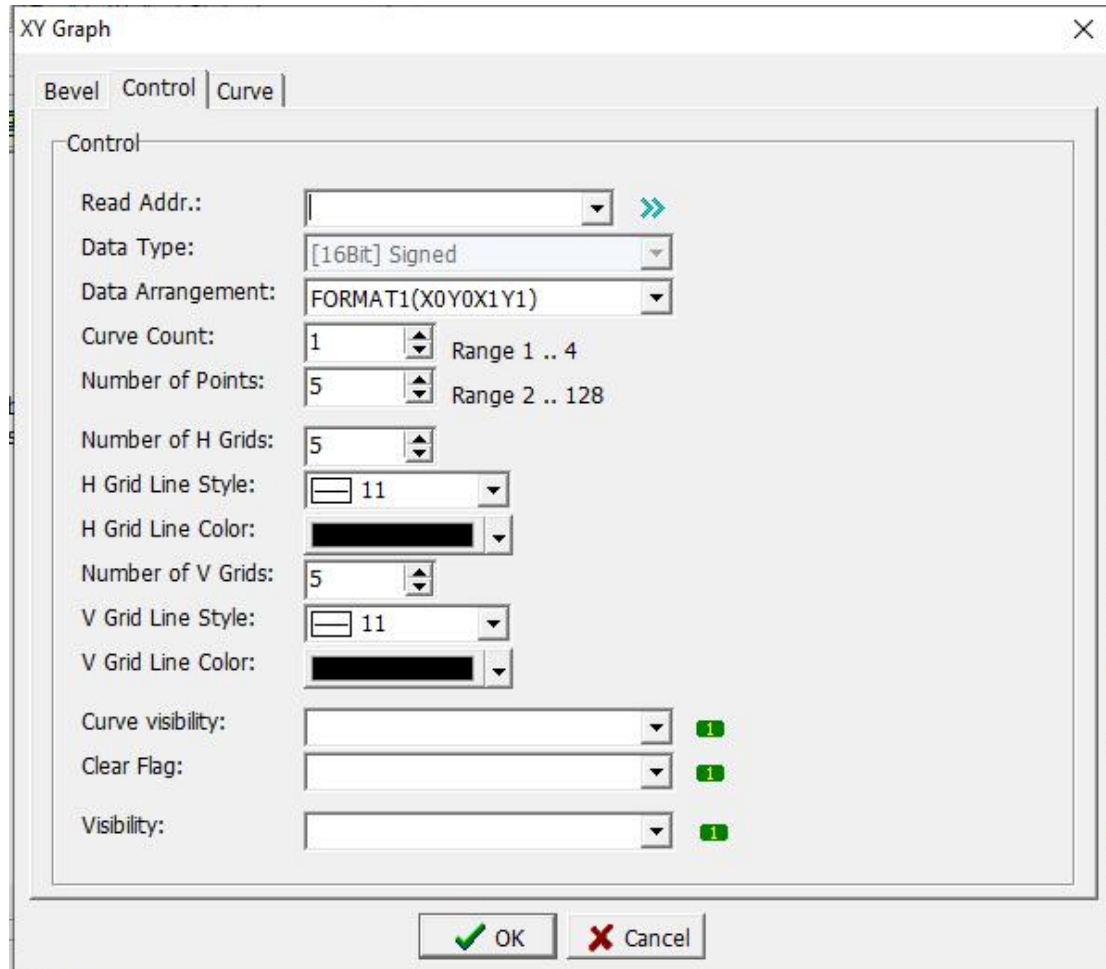 XY Graph
Bevel Control Curve
Control
Read Addr.:
Data Type: [16Bit] Signed
Data Arrangement: FORMAT1(X0Y0X1Y1)
Curve Count: 1 Range 1 .. 4
Number of Points: 5 Range 2 .. 128
Number of H Grids: 5
H Grid Line Style: 11
H Grid Line Color:
Number of V Grids: 5
V Grid Line Style: 11
V Grid Line Color:
Curve visibility: 1
Clear Flag: 1
Visibility: 1
OK Cancel